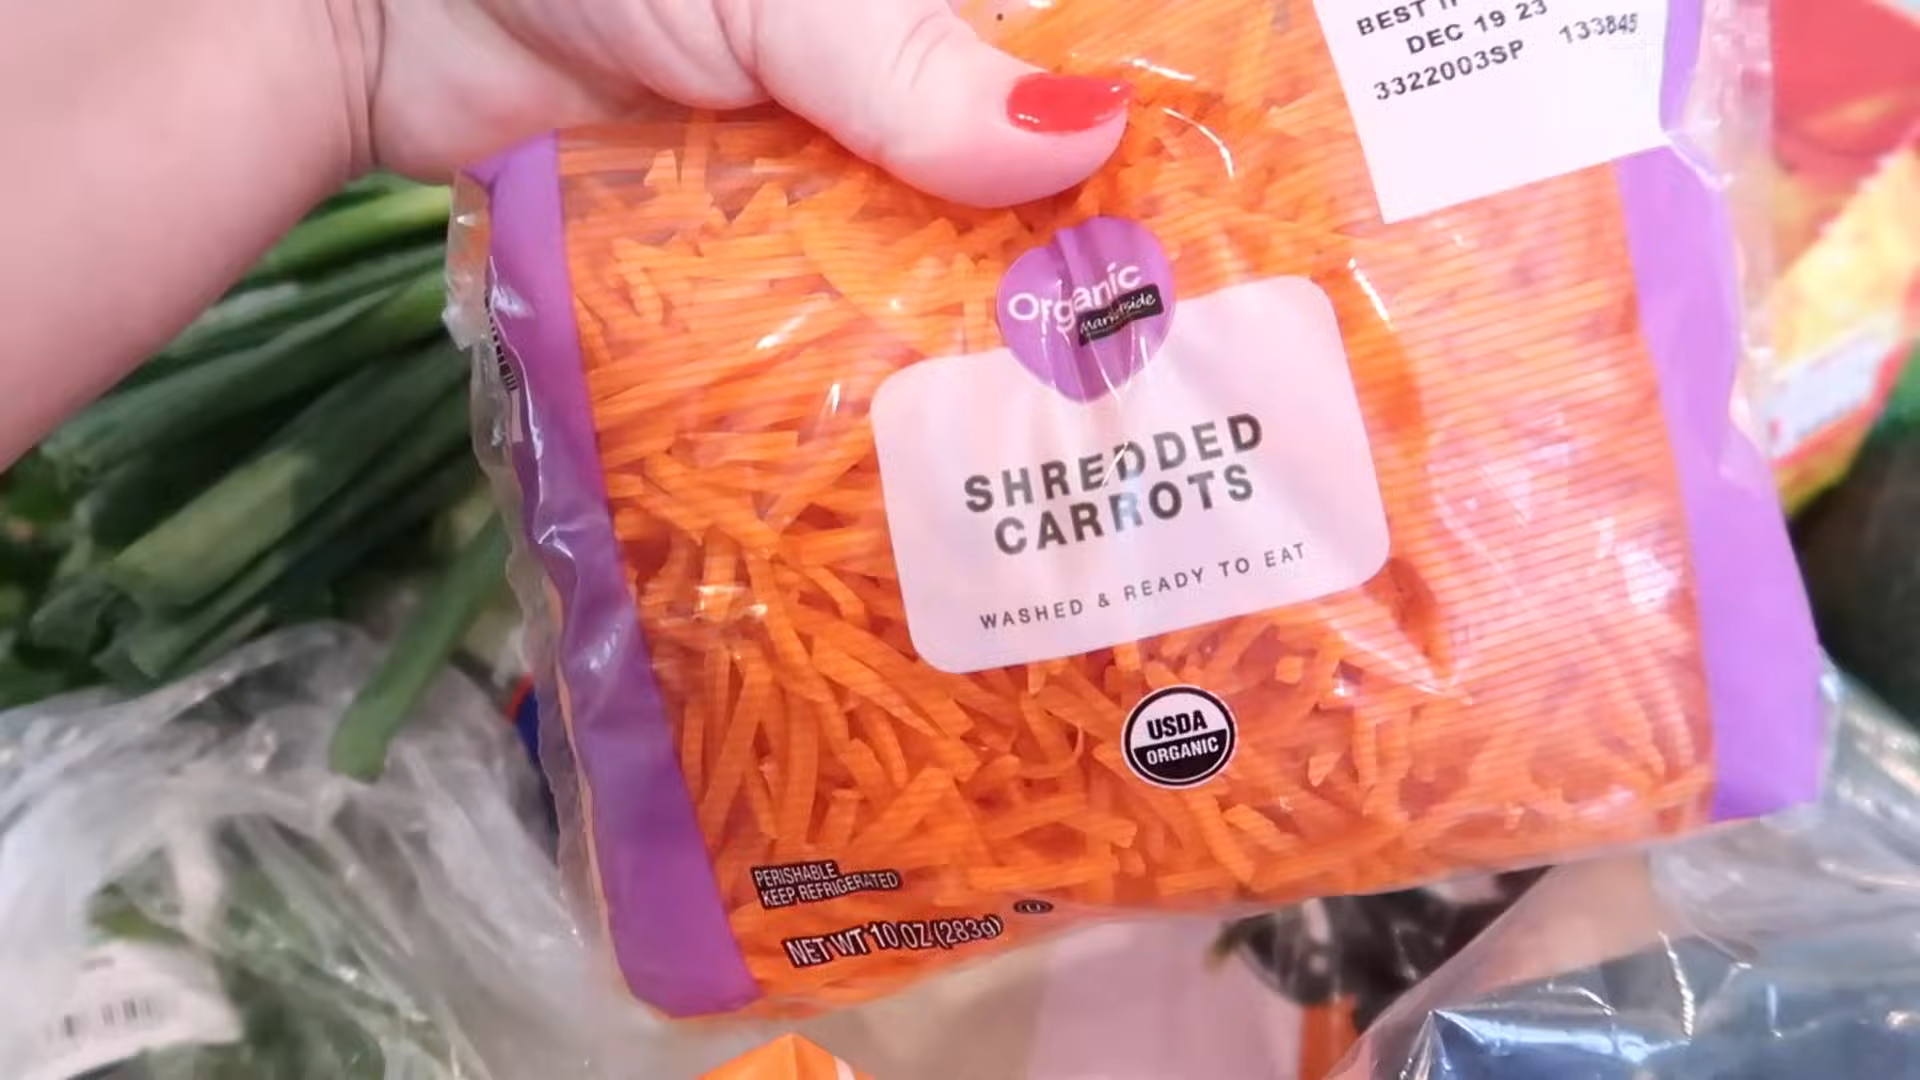 BEST
DEC 19 23
133845
3322003SP
Organic
Marketside
SHREDDED
CARROTS
WASHED & READY TO EAT
USDA
ORGANIC
PERISHABLE
KEEP REFRIGERATED
NET WT 10 OZ (283g)
U